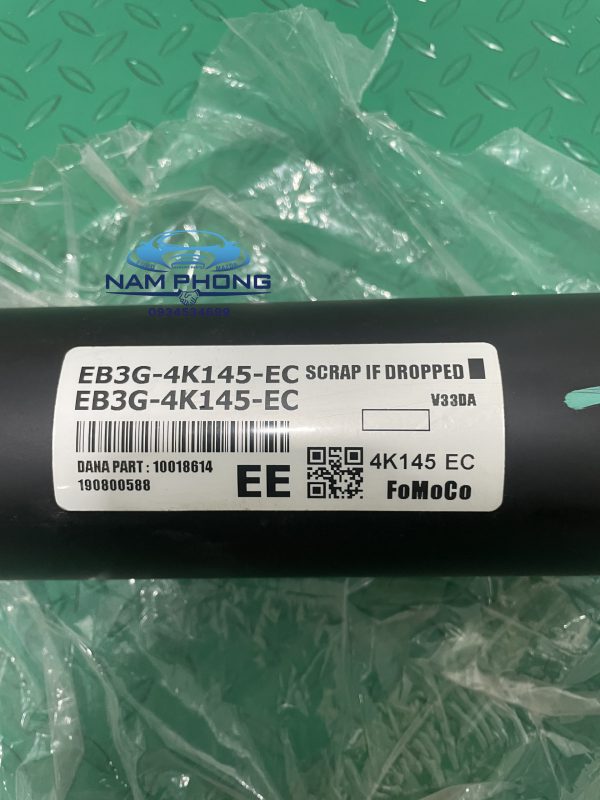 NAM PHONG
0934534699
EB3G-4K145-EC SCRAP IF DROPPED
EB3G-4K145-EC
V33DA
DANA PART : 10018614
190800588
EE
4K145 EC
FoMoCo